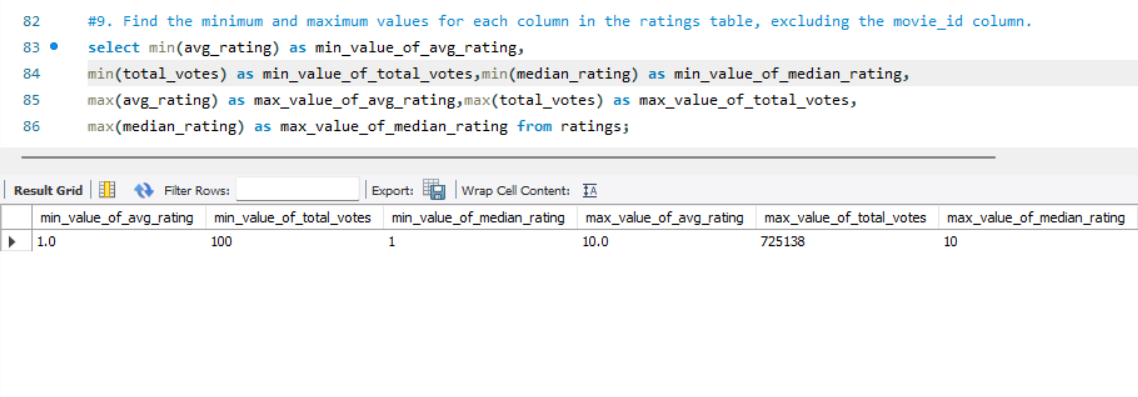 82 #9. Find the minimum and maximum values for each column in the ratings table, excluding the movie_id column.
83 select min(avg_rating) as min_value_of_avg_rating,
84 min(total_votes) as min_value_of_total_votes,min(median_rating) as min_value_of_median_rating,
85 max(avg_rating) as max_value_of_avg_rating,max(total_votes) as max_value_of_total_votes,
86 max(median_rating) as max_value_of_median_rating from ratings;
Result Grid Filter Rows: Export: Wrap Cell Content: IA
min_value_of_avg_rating min_value_of_total_votes min_value_of_median_rating max_value_of_avg_rating max_value_of_total_votes max_value_of_median_rating
1.0 100 1 10.0 725138 10